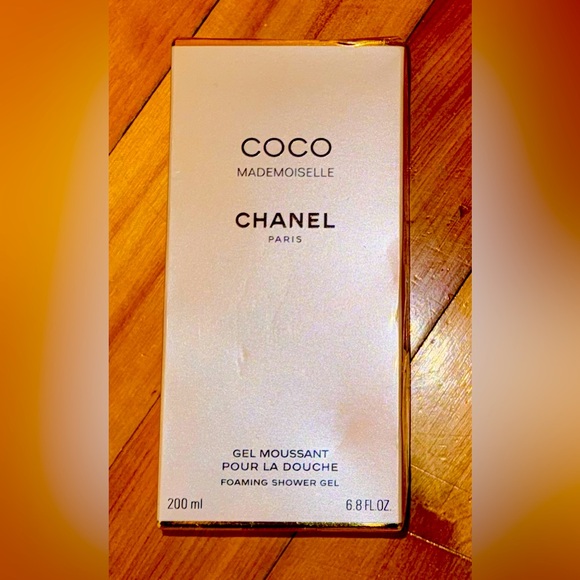 COCO
MADEMOISELLE
CHANEL
PARIS
GEL MOUSSANT
POUR LA DOUCHE
FOAMING SHOWER GEL
200 ml 6.8 FL.OZ.